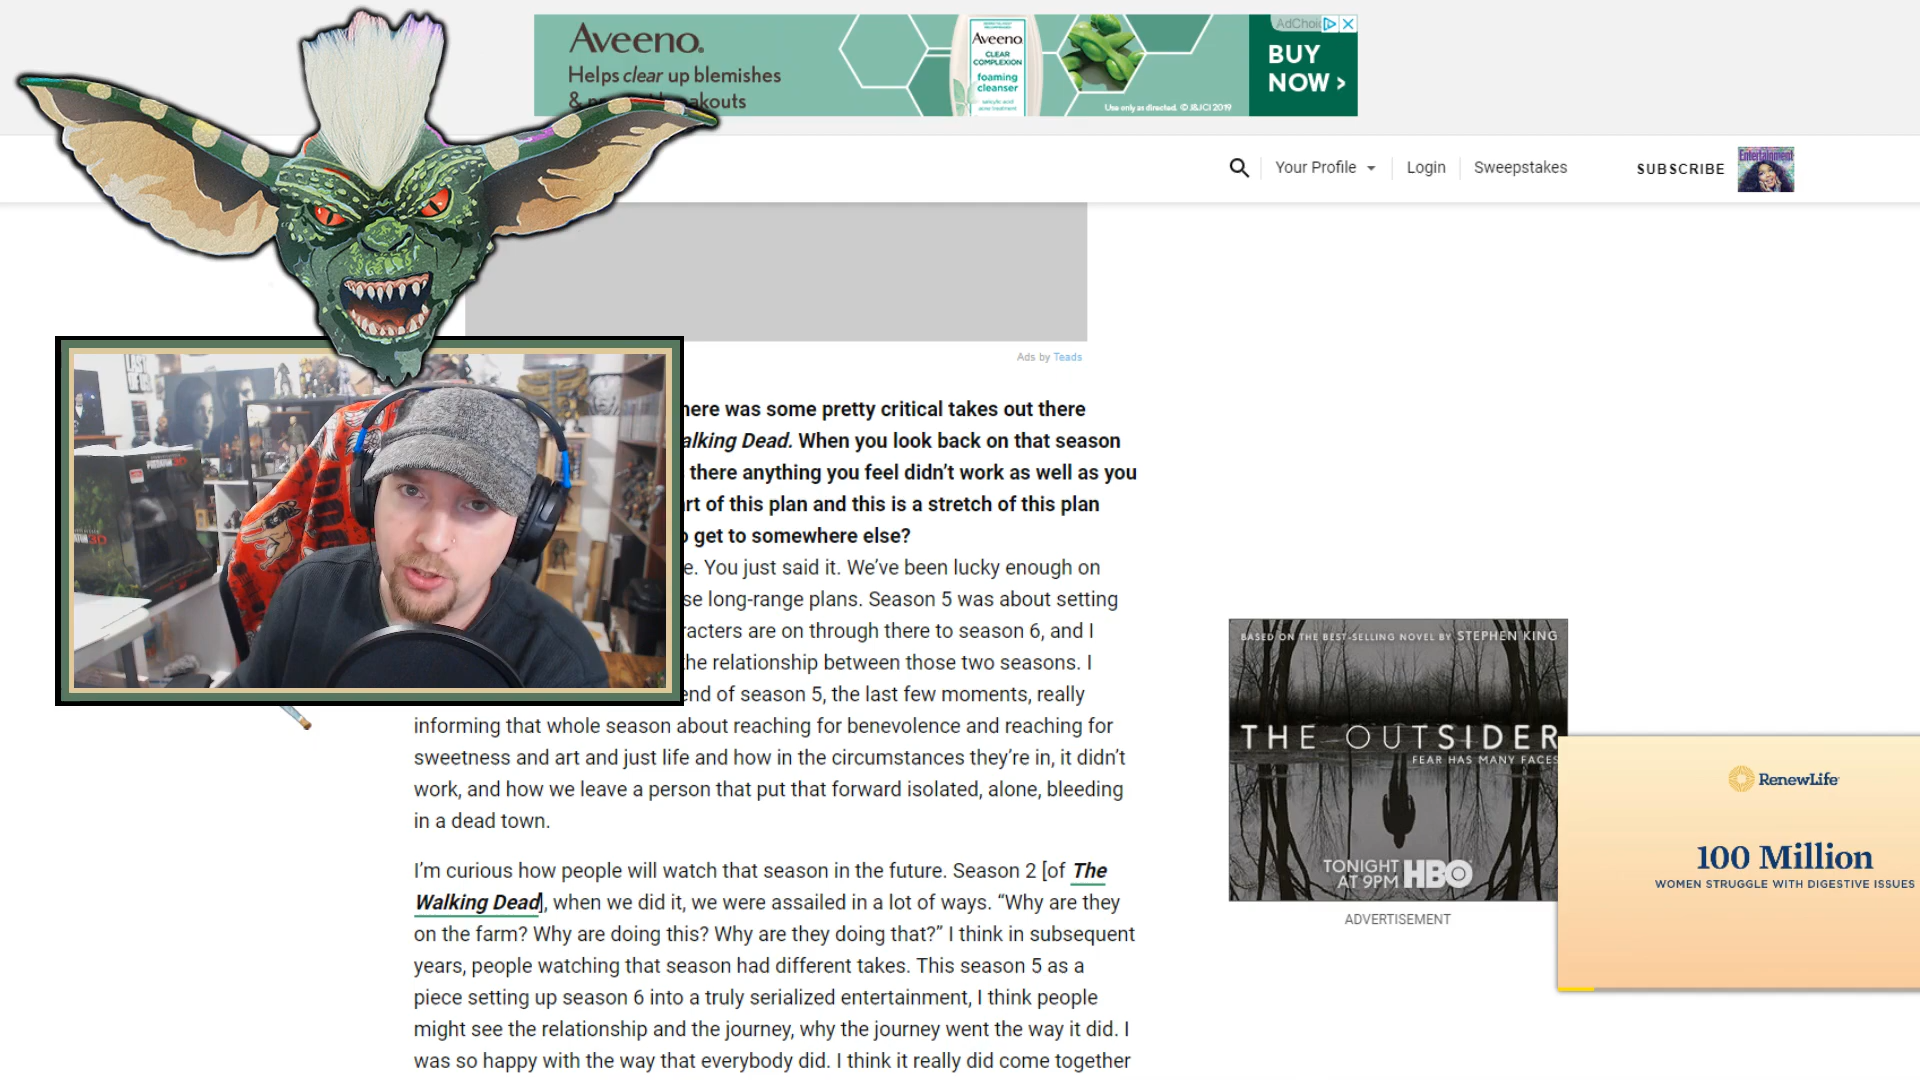 Aveeno.
Helps clear up blemishes
akouts
Aveeno
CLEAR
COMPLEXION
foaming
cleanser
salicylic acid
acne treatment
Use only as directed. © J&JCI 2019
AdChoi
BUY
NOW >
Your Profile
Login
Sweepstakes
SUBSCRIBE
Entertainment
Ads by Teads
here was some pretty critical takes out there
alking Dead. When you look back on that season
there anything you feel didn’t work as well as you
rt of this plan and this is a stretch of this plan
o get to somewhere else?
e. You just said it. We’ve been lucky enough on
se long-range plans. Season 5 was about setting
racters are on through there to season 6, and I
he relationship between those two seasons. I
end of season 5, the last few moments, really
informing that whole season about reaching for benevolence and reaching for
sweetness and art and just life and how in the circumstances they’re in, it didn’t
work, and how we leave a person that put that forward isolated, alone, bleeding
in a dead town.
I’m curious how people will watch that season in the future. Season 2 [of The
Walking Dead], when we did it, we were assailed in a lot of ways. “Why are they
on the farm? Why are doing this? Why are they doing that?” I think in subsequent
years, people watching that season had different takes. This season 5 as a
piece setting up season 6 into a truly serialized entertainment, I think people
might see the relationship and the journey, why the journey went the way it did. I
was so happy with the way that everybody did. I think it really did come together
BASED ON THE BEST-SELLING NOVEL BY STEPHEN KING
THE OUTSIDER
FEAR HAS MANY FACES
TONIGHT
AT 9PM HBO
ADVERTISEMENT
RenewLife
100 Million
WOMEN STRUGGLE WITH DIGESTIVE ISSUES